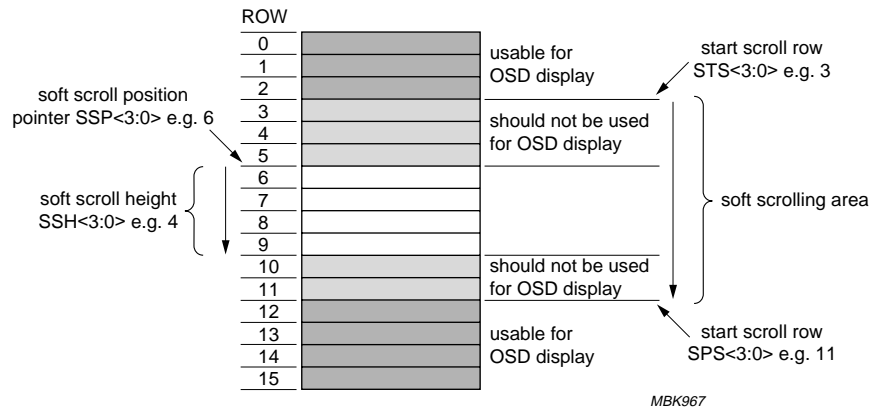 ROW
0
1
2
3
4
5
6
7
8
9
10
11
12
13
14
15
soft scroll position
pointer SSP<3:0> e.g. 6
soft scroll height
SSH<3:0> e.g. 4
usable for
OSD display
should not be used
for OSD display
should not be used
for OSD display
usable for
OSD display
start scroll row
STS<3:0> e.g. 3
soft scrolling area
start scroll row
SPS<3:0> e.g. 11
MBK967